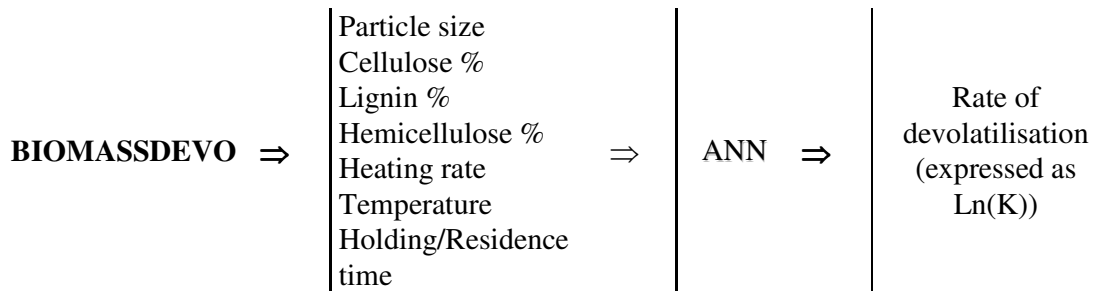 BIOMASSDEVO ⇒
Particle size
Cellulose %
Lignin %
Hemicellulose %
Heating rate
Temperature
Holding/Residence
time
⇒
ANN ⇒
Rate of
devolatilisation
(expressed as
Ln(K))